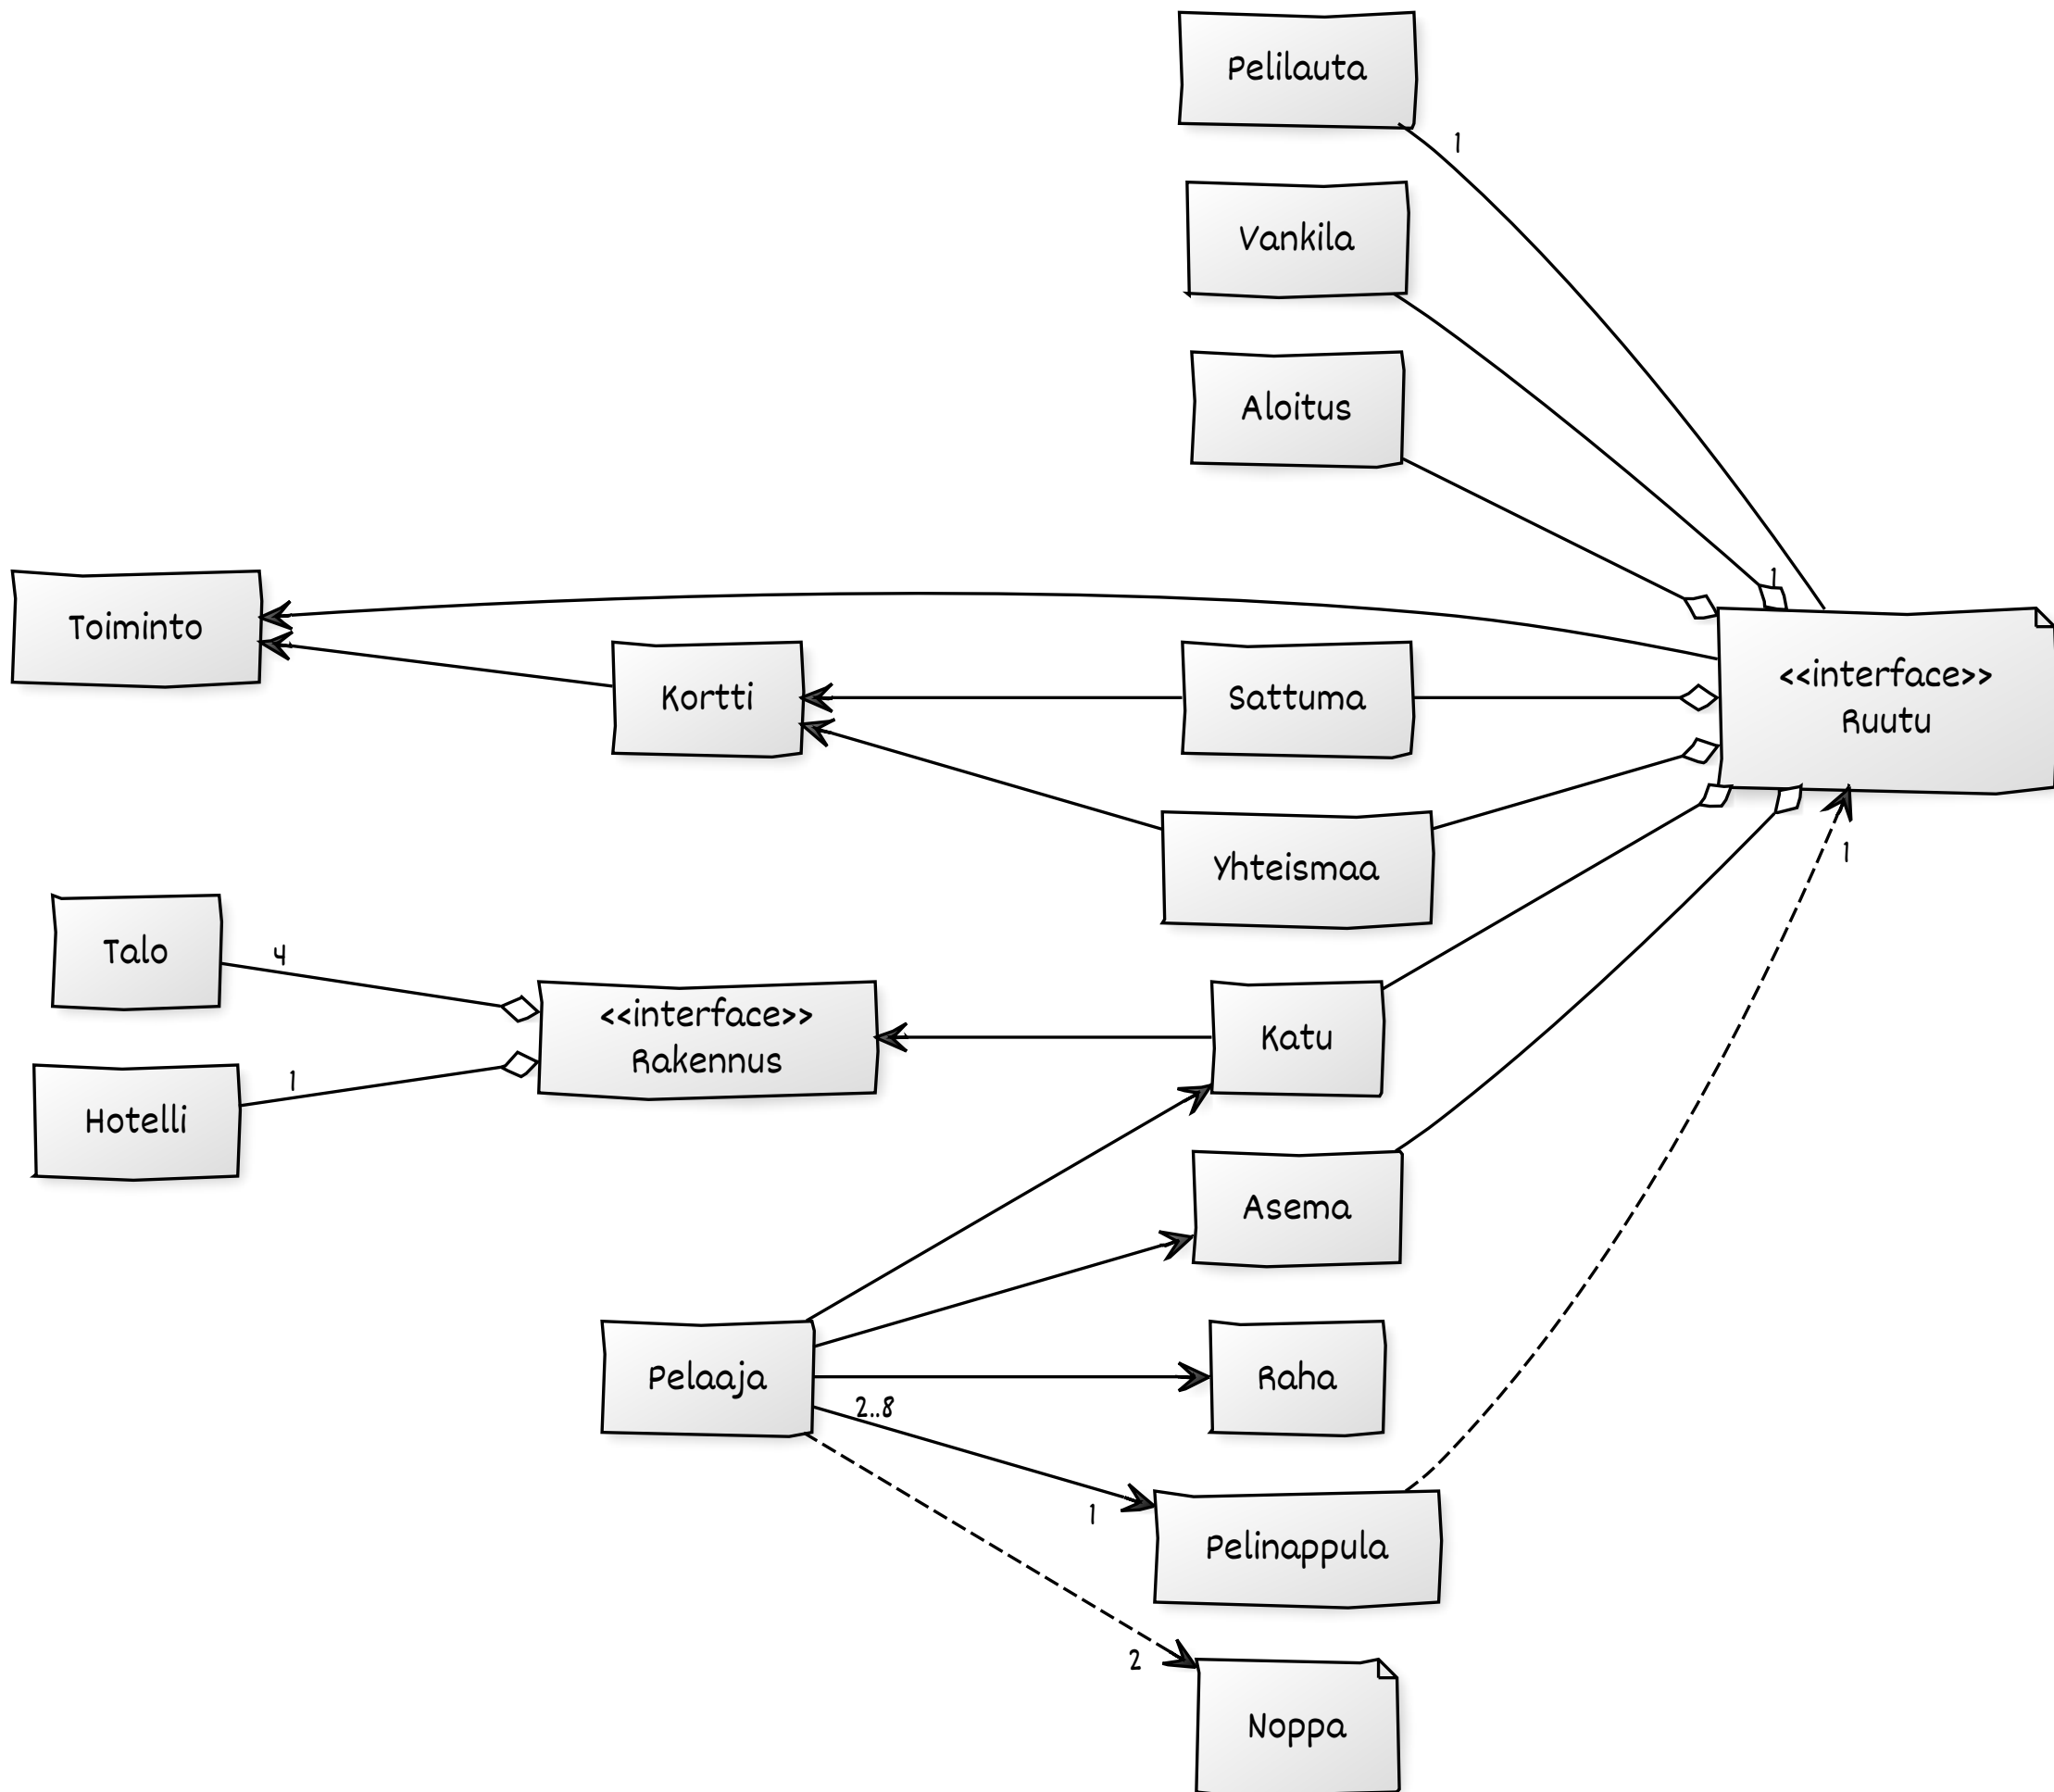 Pelilauta
1
Vankila
Aloitus
1
Toiminto
Kortti
Sattuma
<<interface>>
Ruutu
1
Yhteismaa
Talo
4
<<interface>>
Rakennus
Katu
1
Hotelli
Asema
Pelaaja
Raha
2..8
1
Pelinappula
2
Noppa